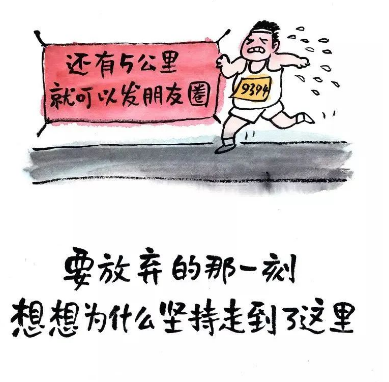 还有5公里
就可以发朋友圈
9394
要放弃的那一刻
想想为什么坚持走到了这里